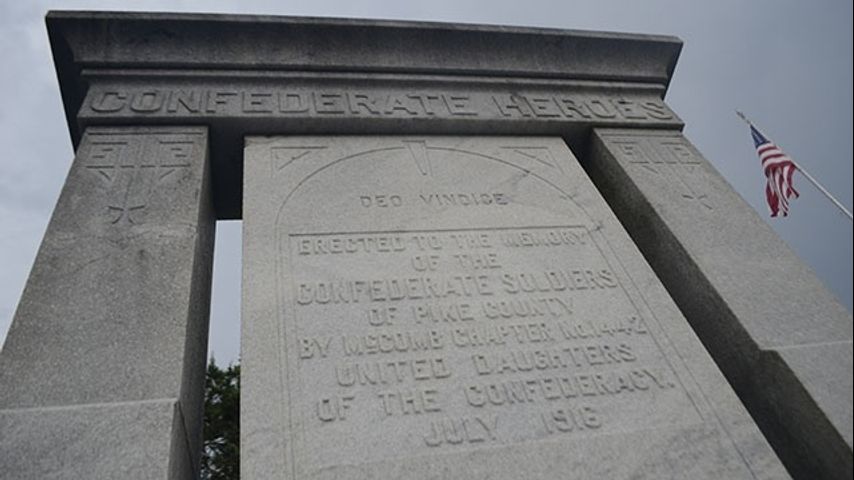 CONFEDERATE HEROES
DEO VINDICE
ERECTED TO THE MEMORY
OF THE
CONFEDERATE SOLDIERS
OF PIKE COUNTY
BY McCOMB CHAPTER NO. 1442
UNITED DAUGHTERS
OF THE CONFEDERACY.
JULY 1916